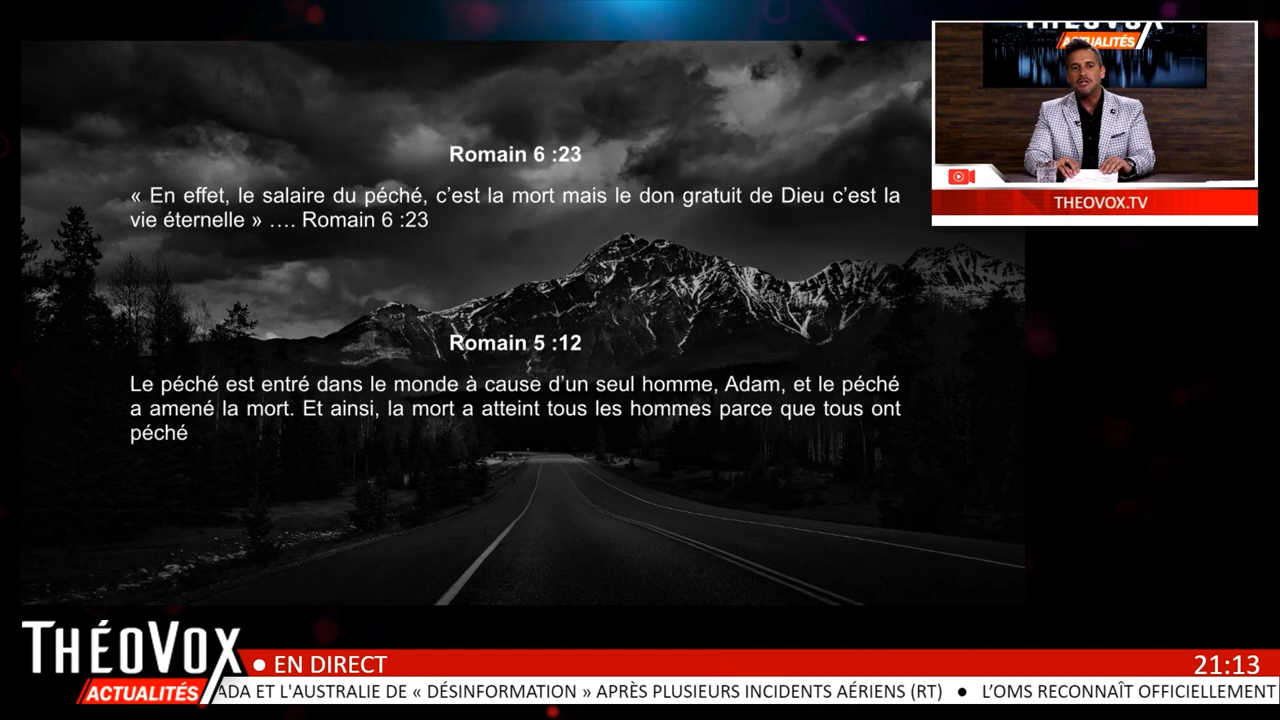 THÉOVOX
ACTUALITÉS
THEOVOX.TV
Romain 6 :23
« En effet, le salaire du péché, c’est la mort mais le don gratuit de Dieu c’est la
vie éternelle » …. Romain 6 :23
Romain 5 :12
Le péché est entré dans le monde à cause d’un seul homme, Adam, et le péché
a amené la mort. Et ainsi, la mort a atteint tous les hommes parce que tous ont
péché
THÉOVOX
ACTUALITÉS
● EN DIRECT
21:13
ADA ET L'AUSTRALIE DE « DÉSINFORMATION » APRÈS PLUSIEURS INCIDENTS AÉRIENS (RT) ● L’OMS RECONNAÎT OFFICIELLEMENT